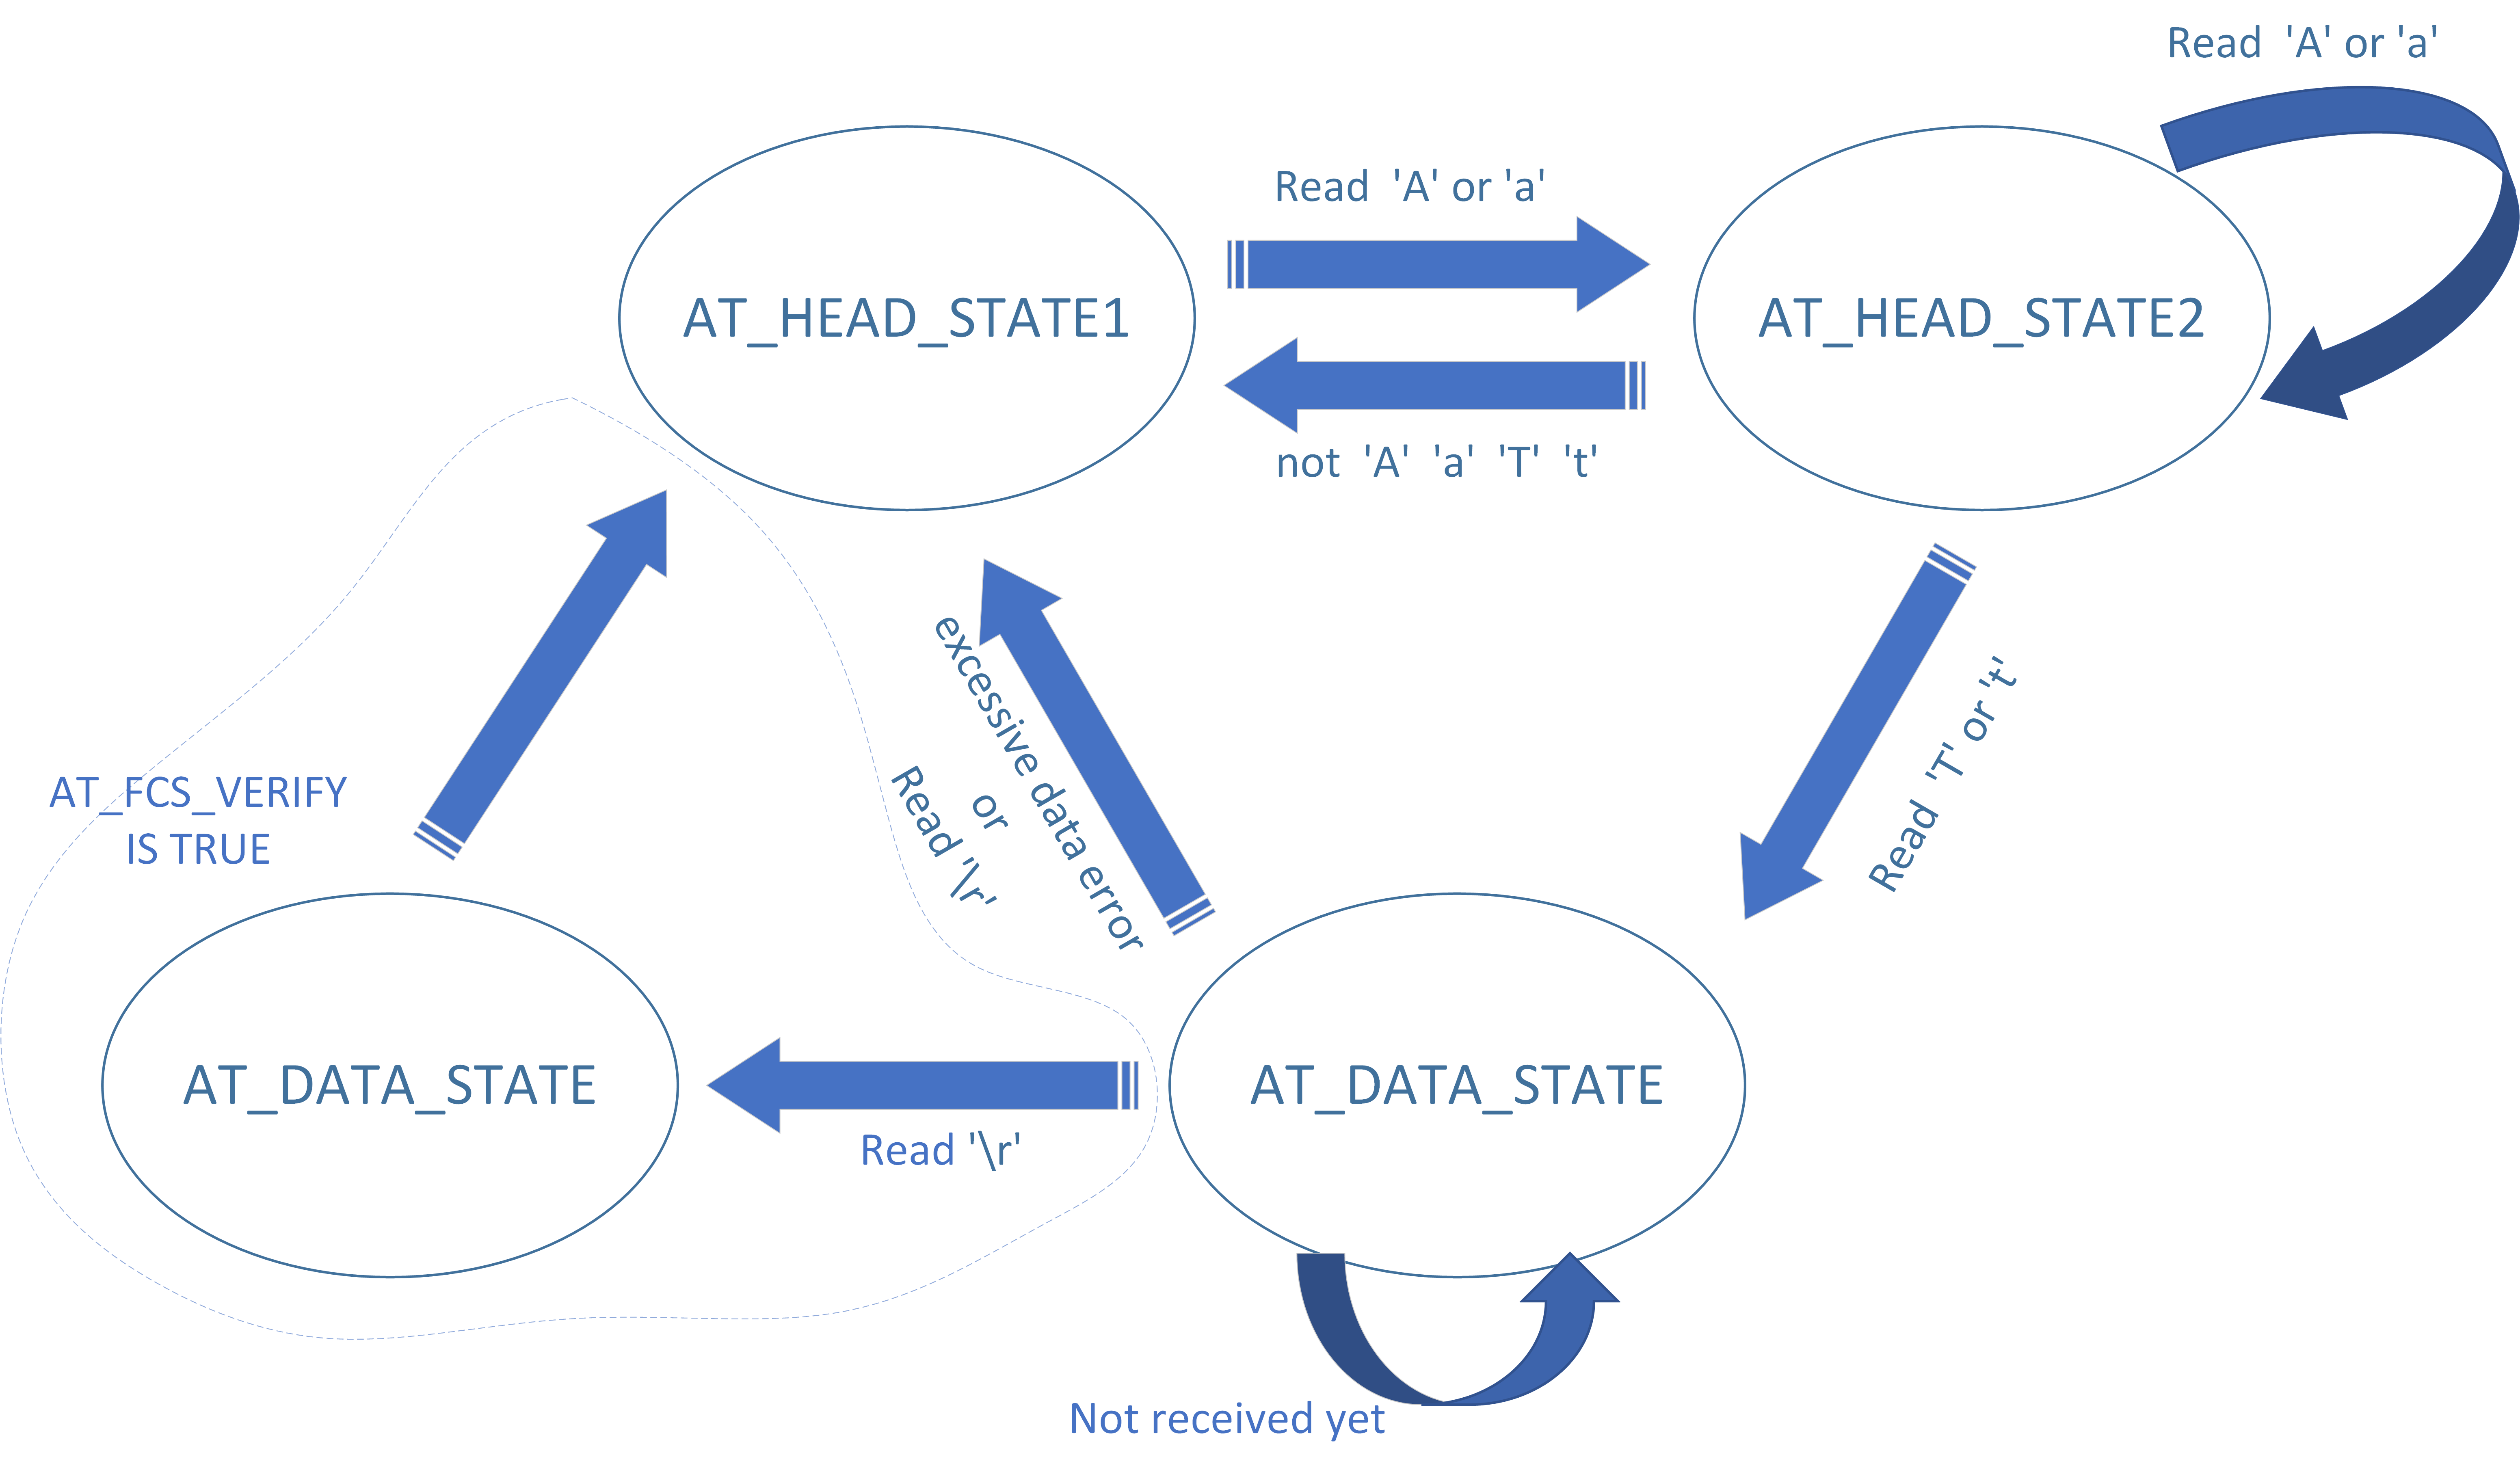 Read 'A' or 'a'
Read 'A' or 'a'
AT_HEAD_STATE1
AT_HEAD_STATE2
not 'A' 'a' 'T' 't'
excessive data error
or
Read '\r'
Read 'T' or 't'
AT_FCS_VERIFY
IS TRUE
AT_DATA_STATE
AT_DATA_STATE
Read '\r'
Not received yet